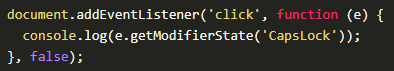 document.addEventListener('click', function (e) {
  console.log(e.getModifierState('CapsLock'));
}, false);